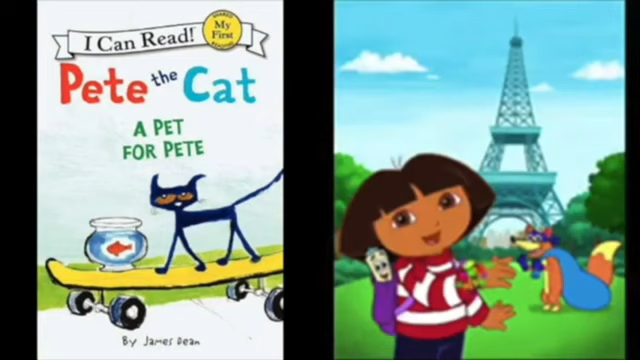 I Can Read!
My
First
Pete the Cat
A PET
FOR PETE
By James Dean